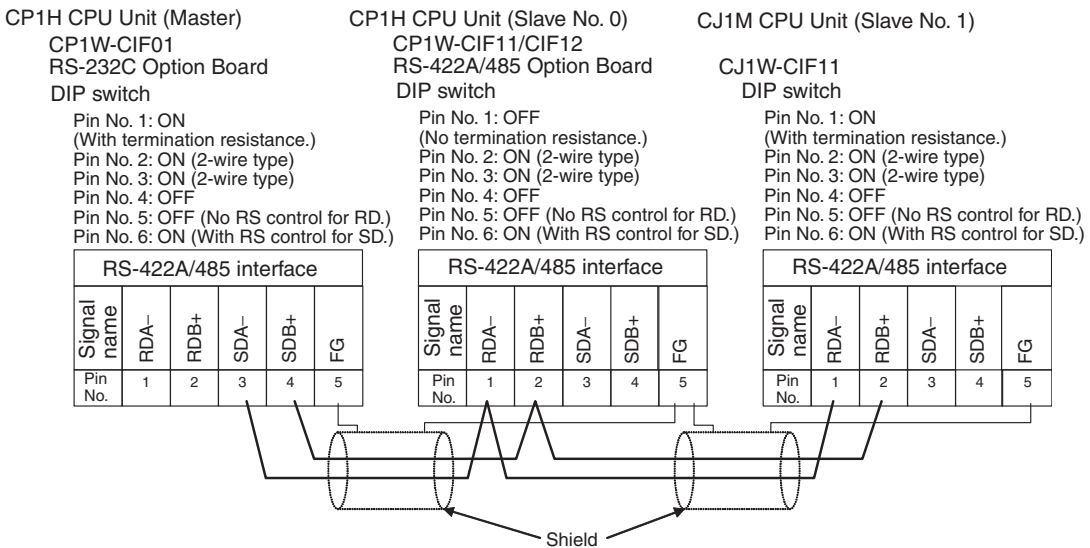 CP1H CPU Unit (Master)
CP1W-CIF01
RS-232C Option Board
DIP switch
Pin No. 1: ON
(With termination resistance.)
Pin No. 2: ON (2-wire type)
Pin No. 3: ON (2-wire type)
Pin No. 4: OFF
Pin No. 5: OFF (No RS control for RD.)
Pin No. 6: ON (With RS control for SD.)
RS-422A/485 interface
Signal name
RDA–
RDB+
SDA–
SDB+
FG
Pin No.
1 2 3 4 5
CP1H CPU Unit (Slave No. 0)
CP1W-CIF11/CIF12
RS-422A/485 Option Board
DIP switch
Pin No. 1: OFF
(No termination resistance.)
Pin No. 2: ON (2-wire type)
Pin No. 3: ON (2-wire type)
Pin No. 4: OFF
Pin No. 5: OFF (No RS control for RD.)
Pin No. 6: ON (With RS control for SD.)
RS-422A/485 interface
Signal name
RDA–
RDB+
SDA–
SDB+
FG
Pin No.
1 2 3 4 5
CJ1M CPU Unit (Slave No. 1)
CJ1W-CIF11
DIP switch
Pin No. 1: ON
(With termination resistance.)
Pin No. 2: ON (2-wire type)
Pin No. 3: ON (2-wire type)
Pin No. 4: OFF
Pin No. 5: OFF (No RS control for RD.)
Pin No. 6: ON (With RS control for SD.)
RS-422A/485 interface
Signal name
RDA–
RDB+
SDA–
SDB+
FG
Pin No.
1 2 3 4 5
Shield